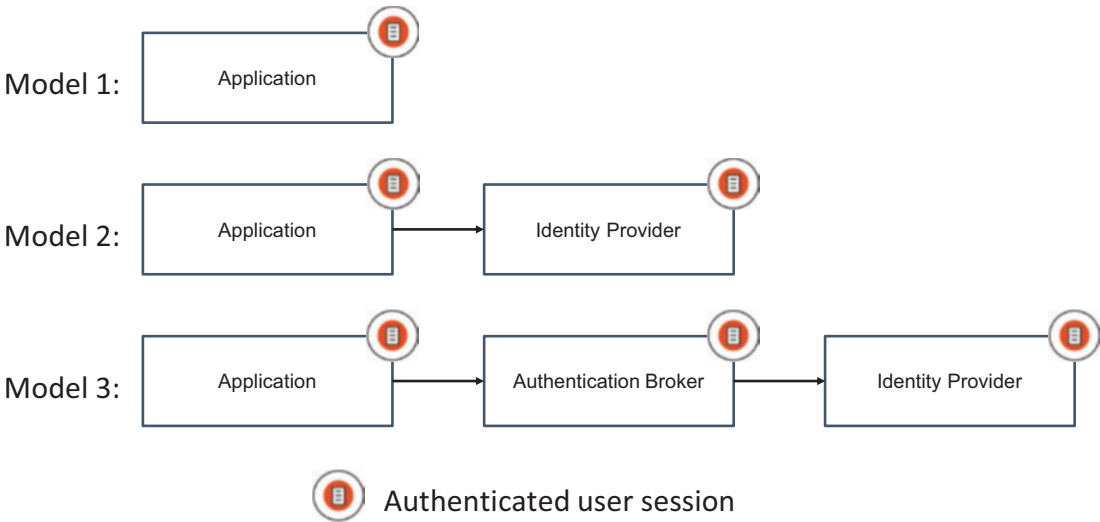 Model 1:
Application
Model 2:
Application
Identity Provider
Model 3:
Application
Authentication Broker
Identity Provider
Authenticated user session